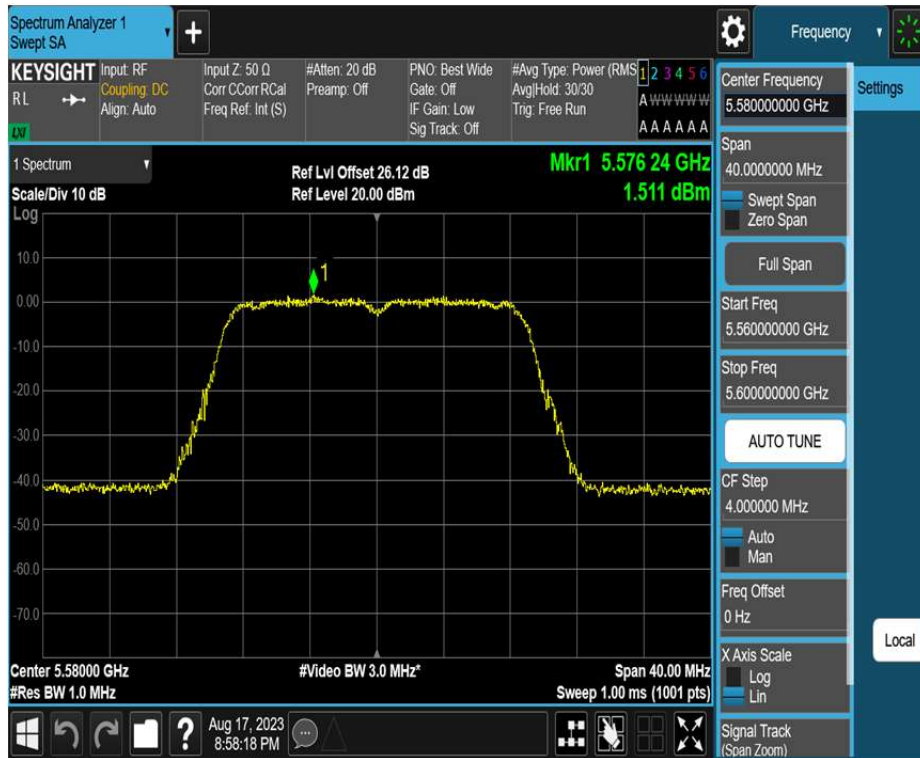 Spectrum Analyzer 1
Swept SA
Frequency
KEYSIGHT
R L
LXI
Input: RF
Coupling: DC
Align: Auto
Input Z: 50 Ω
Corr CCorr RCal
Freq Ref: Int (S)
#Atten: 20 dB
Preamp: Off
PNO: Best Wide
Gate: Off
IF Gain: Low
Sig Track: Off
#Avg Type: Power (RMS
Avg|Hold: 30/30
Trig: Free Run
1 2 3 4 5 6
A W W W W W
A A A A A A
1 Spectrum
Scale/Div 10 dB
Log
Ref Lvl Offset 26.12 dB
Ref Level 20.00 dBm
Mkr1 5.576 24 GHz
1.511 dBm
1
10.0
0.00
-10.0
-20.0
-30.0
-40.0
-50.0
-60.0
-70.0
Center 5.58000 GHz
#Res BW 1.0 MHz
#Video BW 3.0 MHz*
Span 40.00 MHz
Sweep 1.00 ms (1001 pts)
Aug 17, 2023
8:58:18 PM
?
Center Frequency
5.580000000 GHz
Span
40.0000000 MHz
Swept Span
Zero Span
Full Span
Start Freq
5.560000000 GHz
Stop Freq
5.600000000 GHz
AUTO TUNE
CF Step
4.000000 MHz
Auto
Man
Freq Offset
0 Hz
X Axis Scale
Log
Lin
Signal Track
(Span Zoom)
Settings
Local